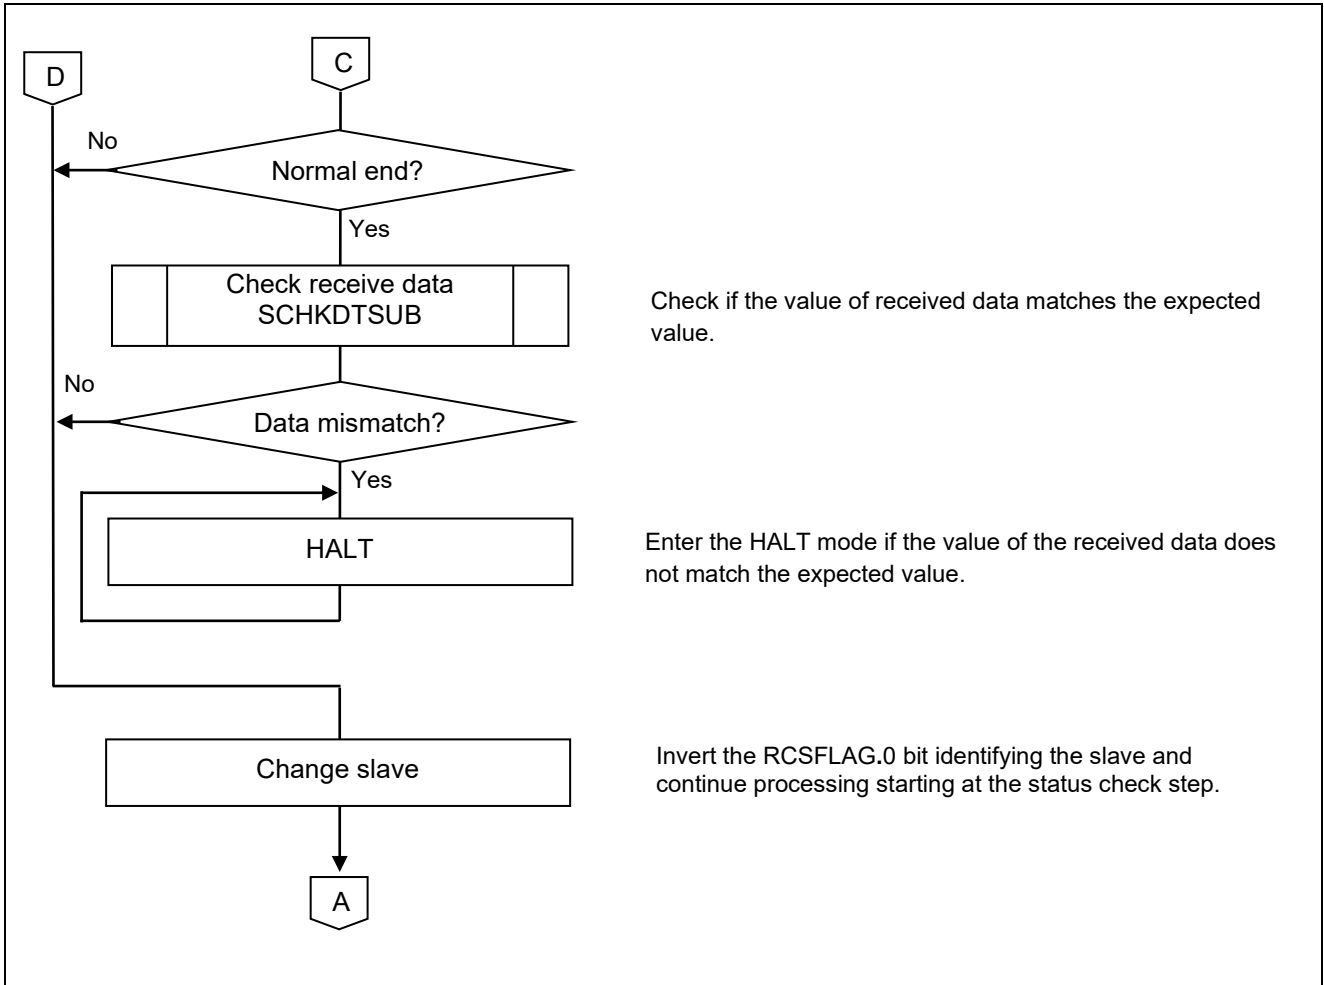 D
C
No
Normal end?
Yes
Check receive data
SCHKDTSUB
Check if the value of received data matches the expected
value.
No
Data mismatch?
Yes
HALT
Enter the HALT mode if the value of the received data does
not match the expected value.
Change slave
Invert the RCSFLAG.0 bit identifying the slave and
continue processing starting at the status check step.
A